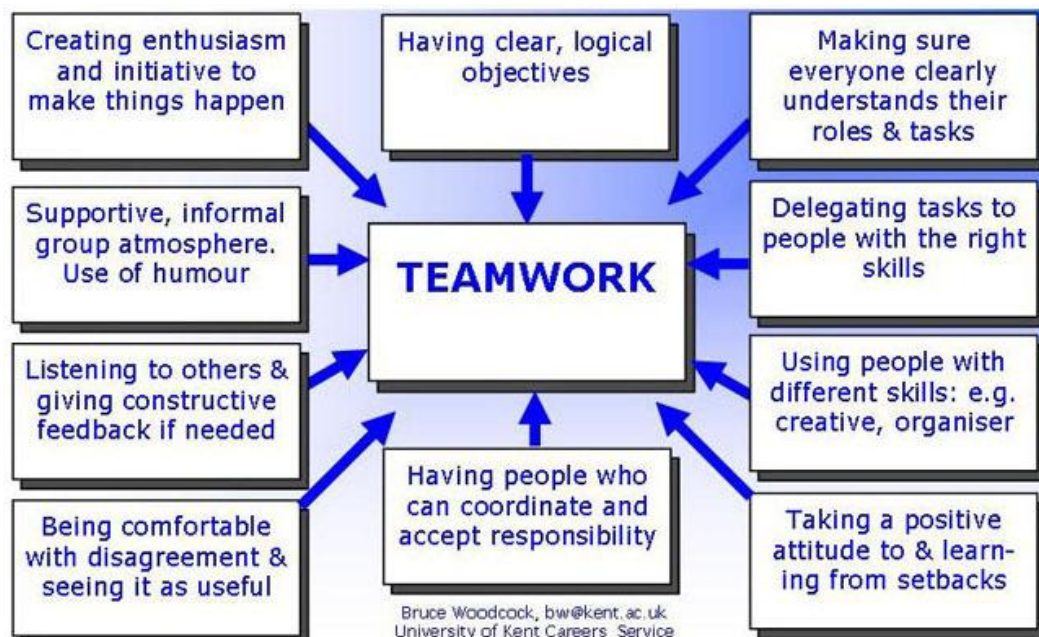 Creating enthusiasm
and initiative to
make things happen
Having clear, logical
objectives
Making sure
everyone clearly
understands their
roles & tasks
Supportive, informal
group atmosphere.
Use of humour
TEAMWORK
Delegating tasks to
people with the right
skills
Listening to others &
giving constructive
feedback if needed
Using people with
different skills: e.g.
creative, organiser
Being comfortable
with disagreement &
seeing it as useful
Having people who
can coordinate and
accept responsibility
Taking a positive
attitude to & learn-
ing from setbacks
Bruce Woodcock, bw@kent.ac.uk
University of Kent Careers Service